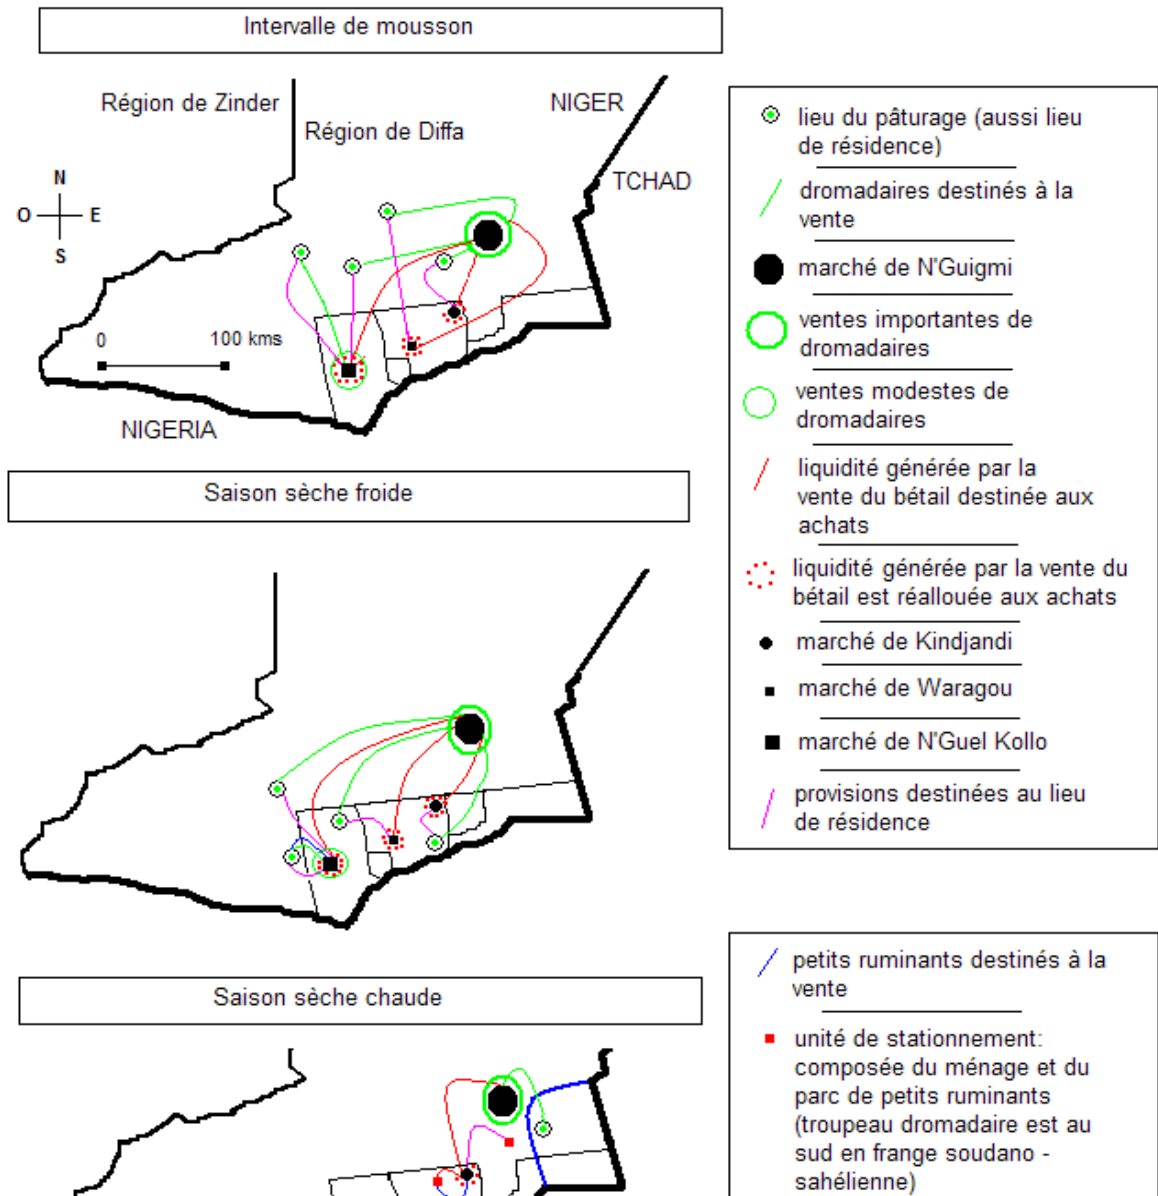 Intervalle de mousson
Région de Zinder
Région de Diffa
NIGER
TCHAD
N
O
E
S
0
100 kms
NIGERIA
lieu du pâturage (aussi lieu
de résidence)
dromadaires destinés à la
vente
marché de N'Guigmi
ventes importantes de
dromadaires
ventes modestes de
dromadaires
liquidité générée par la
vente du bétail destinée aux
achats
liquidité générée par la vente du
bétail est réallouée aux achats
marché de Kindjandi
marché de Waragou
marché de N'Guel Kollo
provisions destinées au lieu
de résidence
Saison sèche froide
Saison sèche chaude
petits ruminants destinés à la
vente
unité de stationnement:
composée du ménage et du
parc de petits ruminants
(troupeau dromadaire est au
sud en frange soudano -
sahélienne)